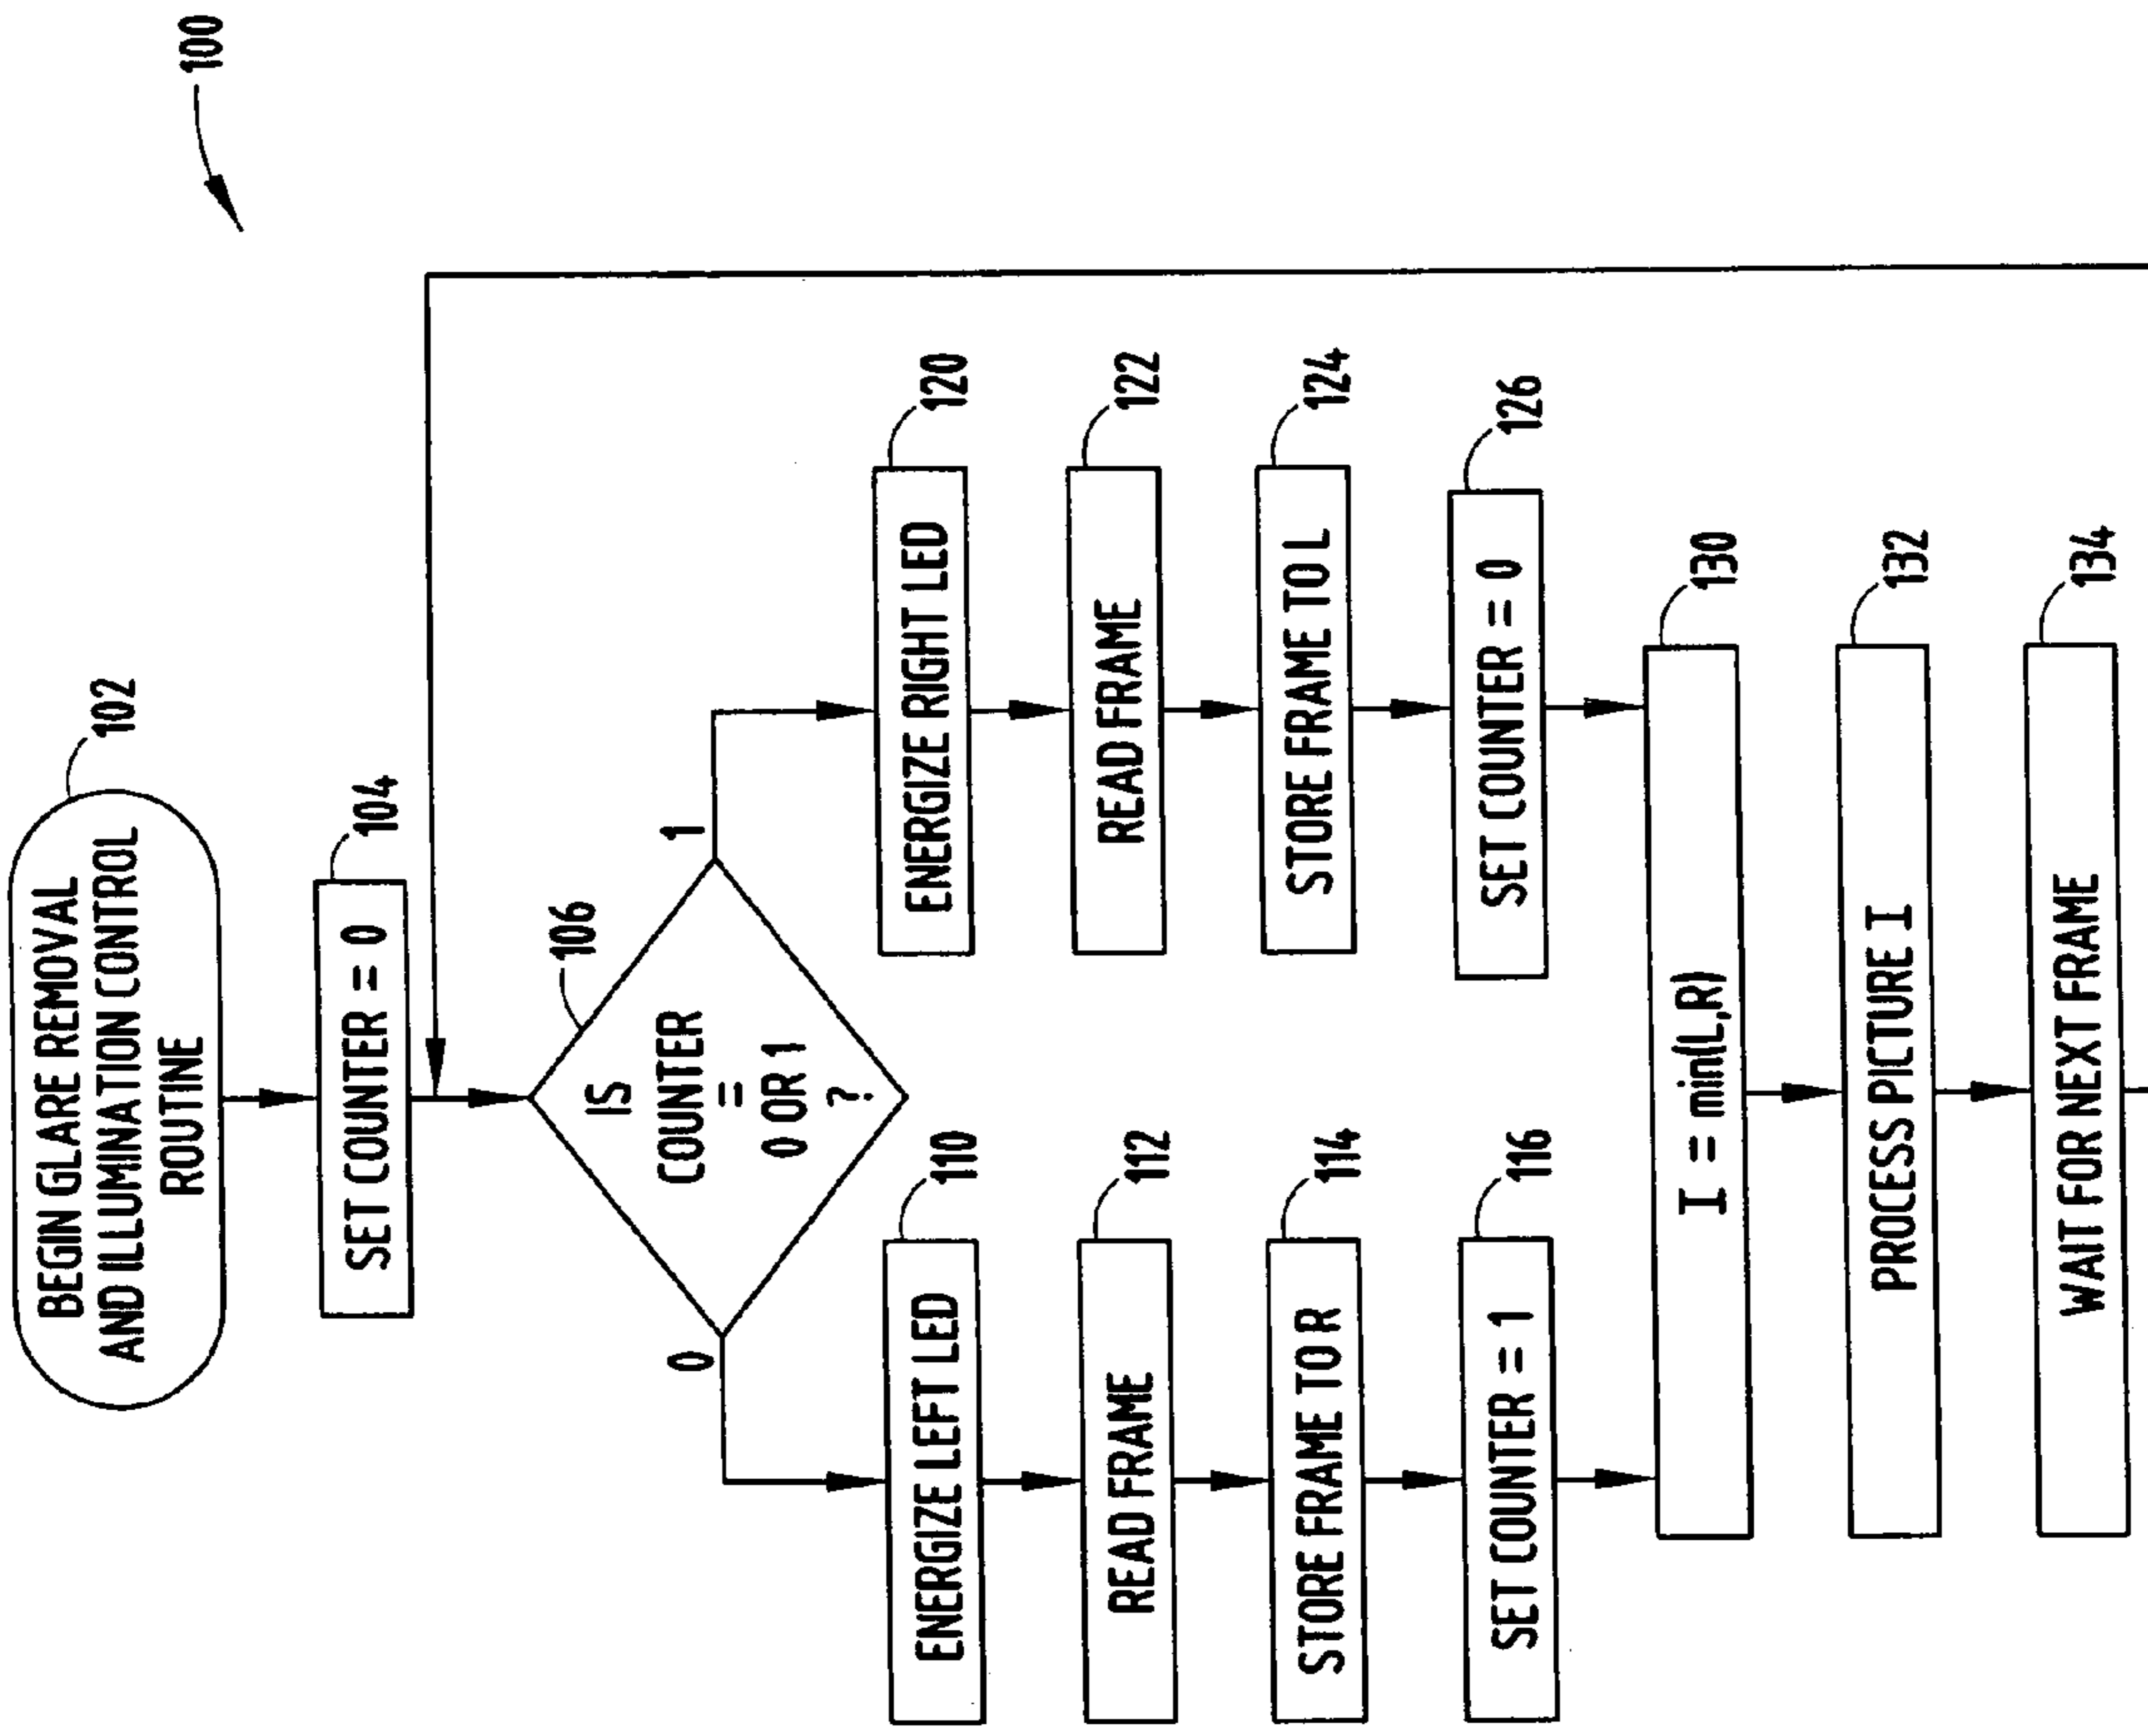 100
BEGIN GLARE REMOVAL
AND ILLUMINATION CONTROL
ROUTINE
102
SET COUNTER = 0
104
IS
COUNTER
=
0 OR 1
?
106
0
1
ENERGIZE LEFT LED
110
READ FRAME
112
STORE FRAME TO R
114
SET COUNTER = 1
116
ENERGIZE RIGHT LED
120
READ FRAME
122
STORE FRAME TO L
124
SET COUNTER = 0
126
I = min(L,R)
130
PROCESS PICTURE I
132
WAIT FOR NEXT FRAME
134